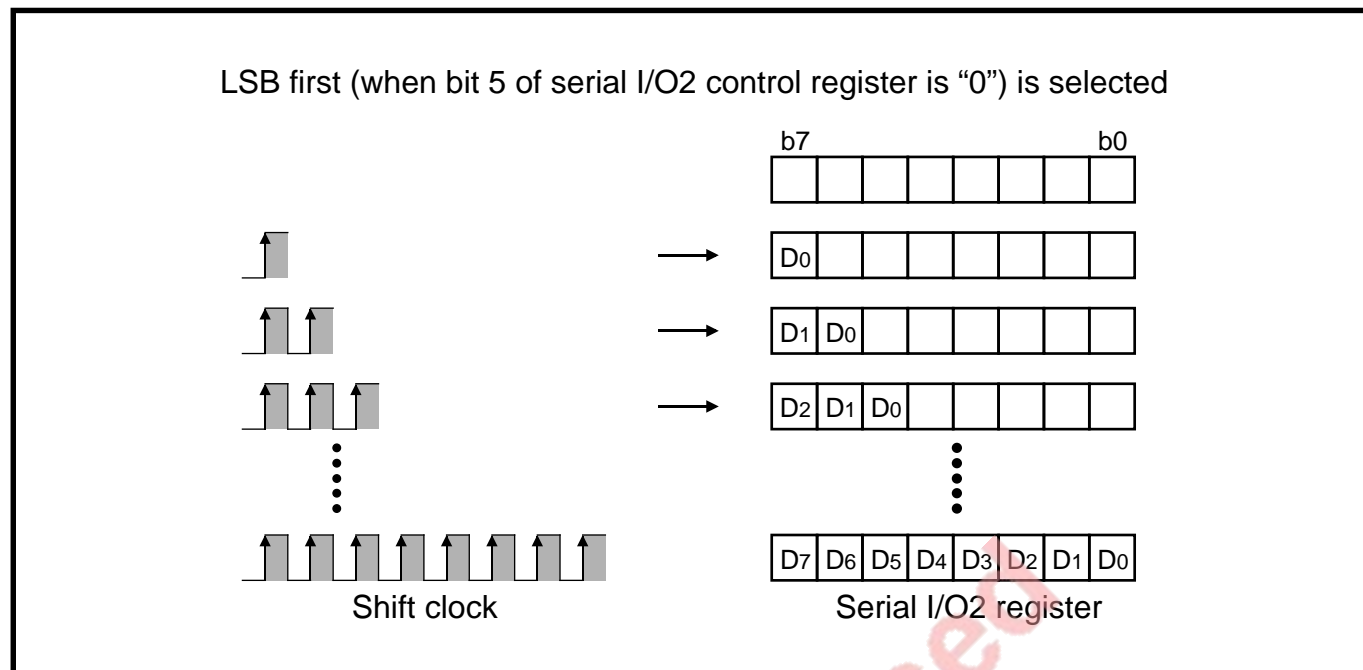 LSB first (when bit 5 of serial I/O2 control register is “0”) is selected
b7 b0
D0
D1 D0
D2 D1 D0
D7 D6 D5 D4 D3 D2 D1 D0
Shift clock Serial I/O2 register